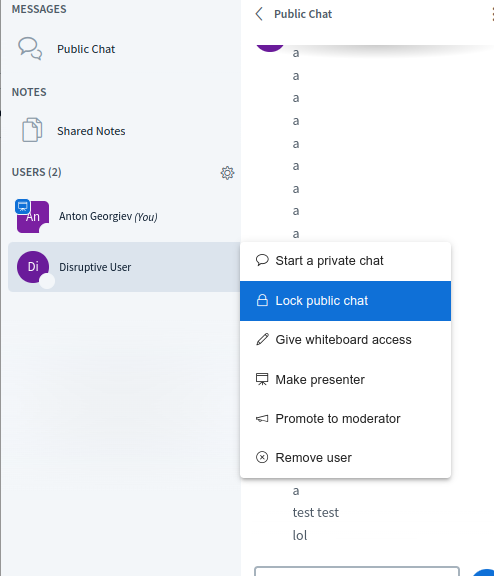 MESSAGES
Public Chat
NOTES
Shared Notes
USERS (2)
An
Anton Georgiev (You)
Di
Disruptive User
Public Chat
a
a
a
a
a
a
a
a
a
Start a private chat
Lock public chat
Give whiteboard access
Make presenter
Promote to moderator
Remove user
a
test test
lol